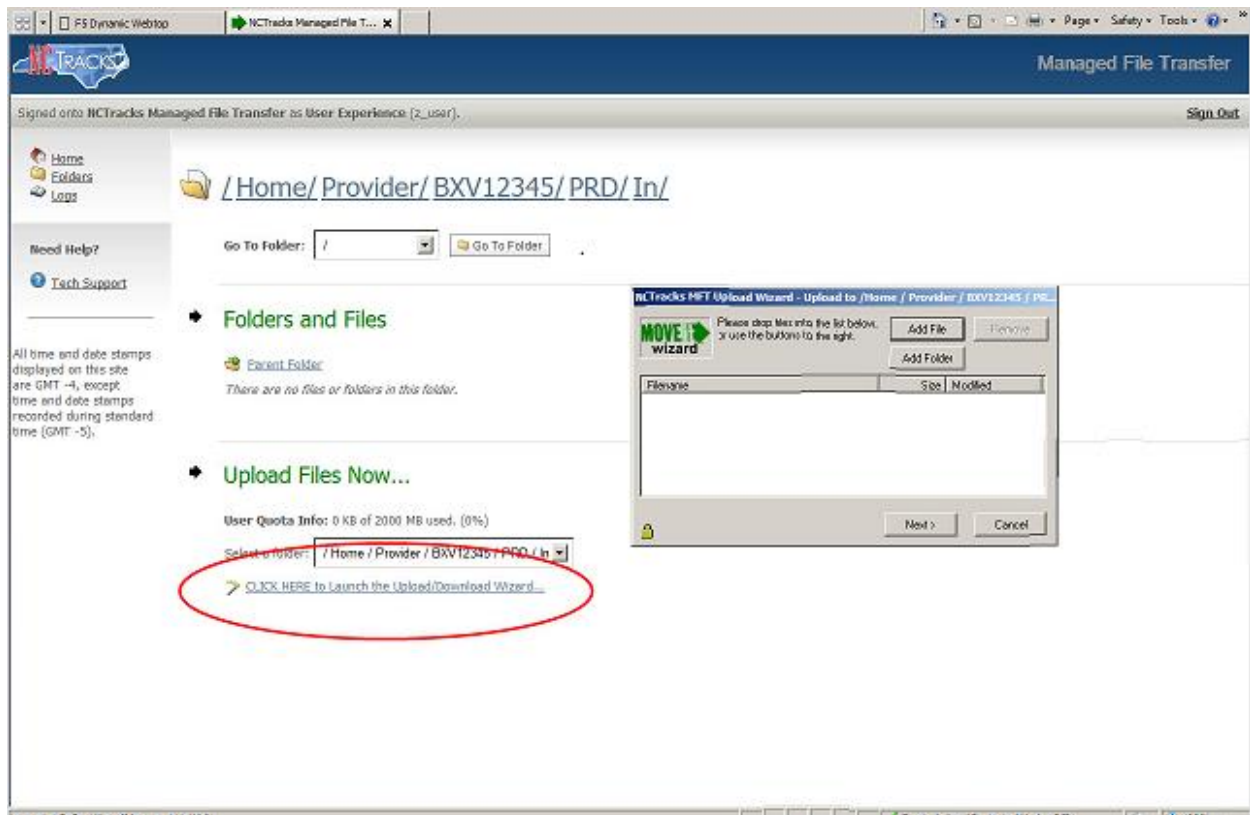 F5 Dynamic Webtop
NCTracks Managed File T...
Page
Safety
Tools
NCTRACKS
Managed File Transfer
Signed onto NCTracks Managed File Transfer as User Experience (z_user).
Sign Out
Home
Folders
Logs
/ Home/ Provider/ BXV12345/ PRD/ In/
Go To Folder: /
Go To Folder
Need Help?
Tech Support
All time and date stamps
displayed on this site
are GMT -4, except
time and date stamps
recorded during standard
time (GMT -5).
Folders and Files
Parent Folder
There are no files or folders in this folder.
Upload Files Now...
User Quota Info: 0 KB of 2000 MB used. (0%)
Select a folder: / Home / Provider / BXV12345 / PRD / In
CLICK HERE to Launch the Upload/Download Wizard...
NCTracks MFT Upload Wizard - Upload to /Home / Provider / BXV12345 / PR...
MOVE it
wizard
Please drop files into the list below,
or use the buttons to the right.
Add File
Remove
Add Folder
Filename
Size
Modified
Next >
Cancel